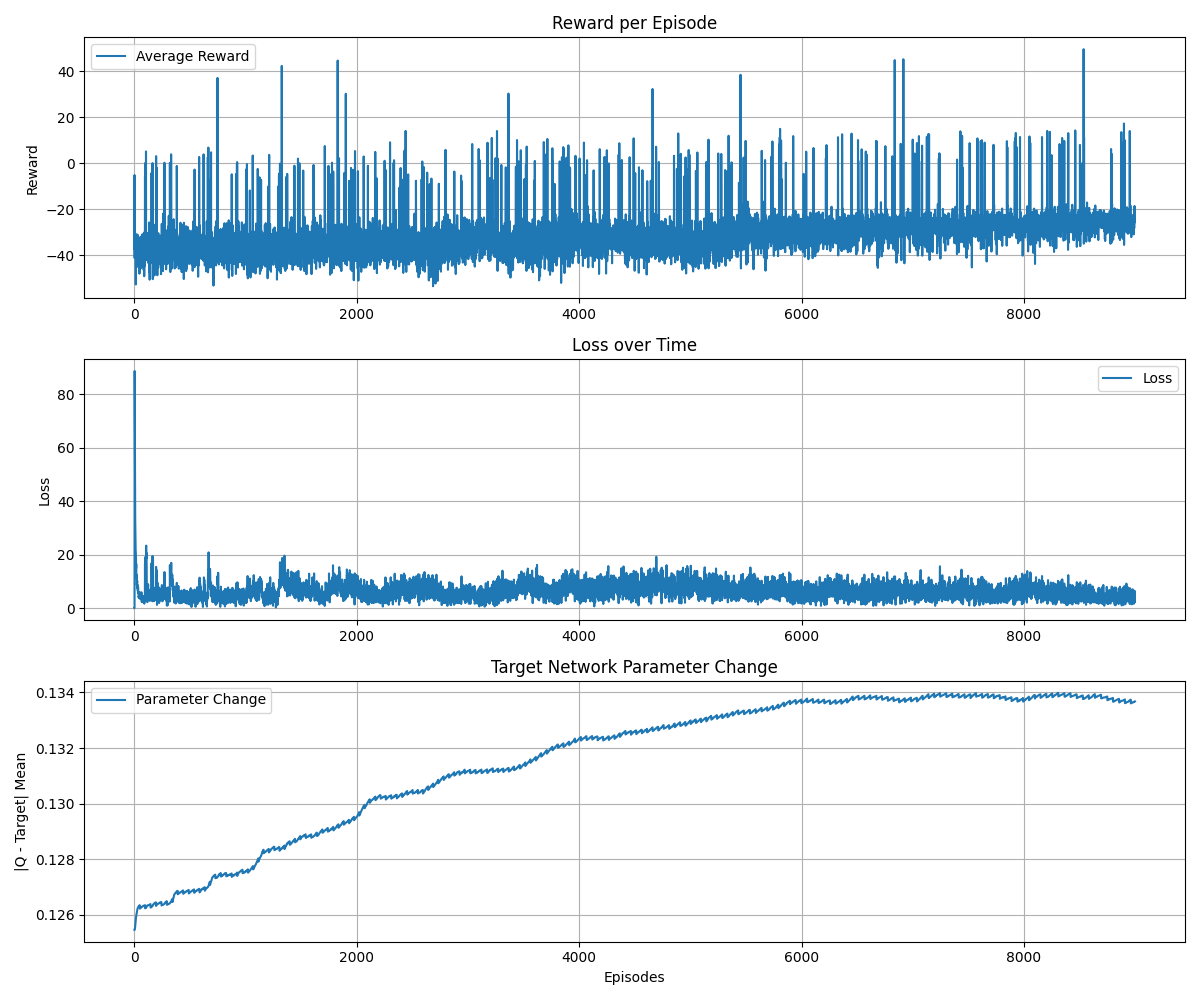 Reward per Episode
Average Reward
40
20
0
−20
−40
Reward
0 2000 4000 6000 8000
Loss over Time
Loss
80
60
40
20
0
Loss
0 2000 4000 6000 8000
Target Network Parameter Change
Parameter Change
0.134
0.132
0.130
0.128
0.126
|Q - Target| Mean
0 2000 4000 6000 8000
Episodes